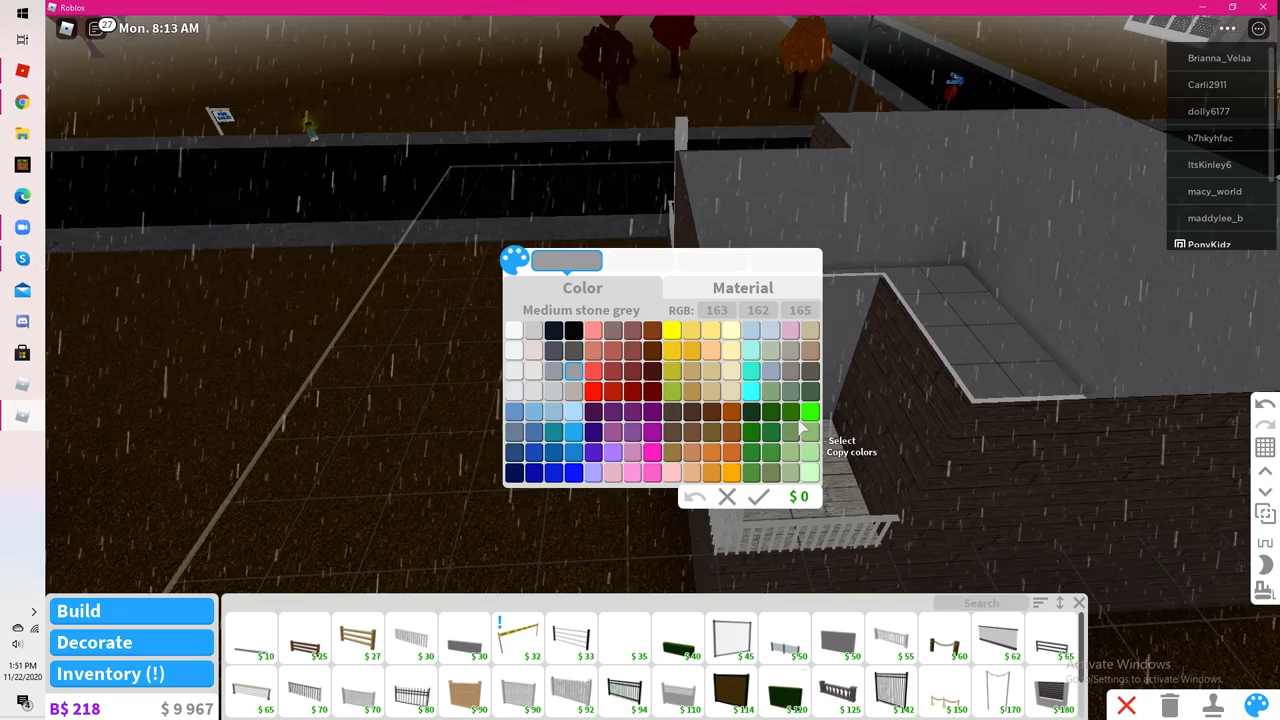 Roblox
27
Mon. 8:13 AM
Brianna_Velaa
Carli2911
dolly6177
h7hkyhfac
ItsKinley6
macy_world
maddylee_b
PonyKidz
Color
Material
Medium stone grey
RGB: 163 162 165
Select
Copy colors
$ 0
Build
Decorate
Inventory (!)
B$ 218
$ 9 967
Search
! 
$10 $25 $27 $30 $30 $32 $33 $35 $40 $45 $50 $50 $55 $60 $62 $65
$65 $70 $70 $80 $90 $90 $92 $94 $110 $114 $120 $125 $142 $150 $170 $180
Activate Windows
Go to Settings to activate Windows.
1:51 PM
11/22/2020